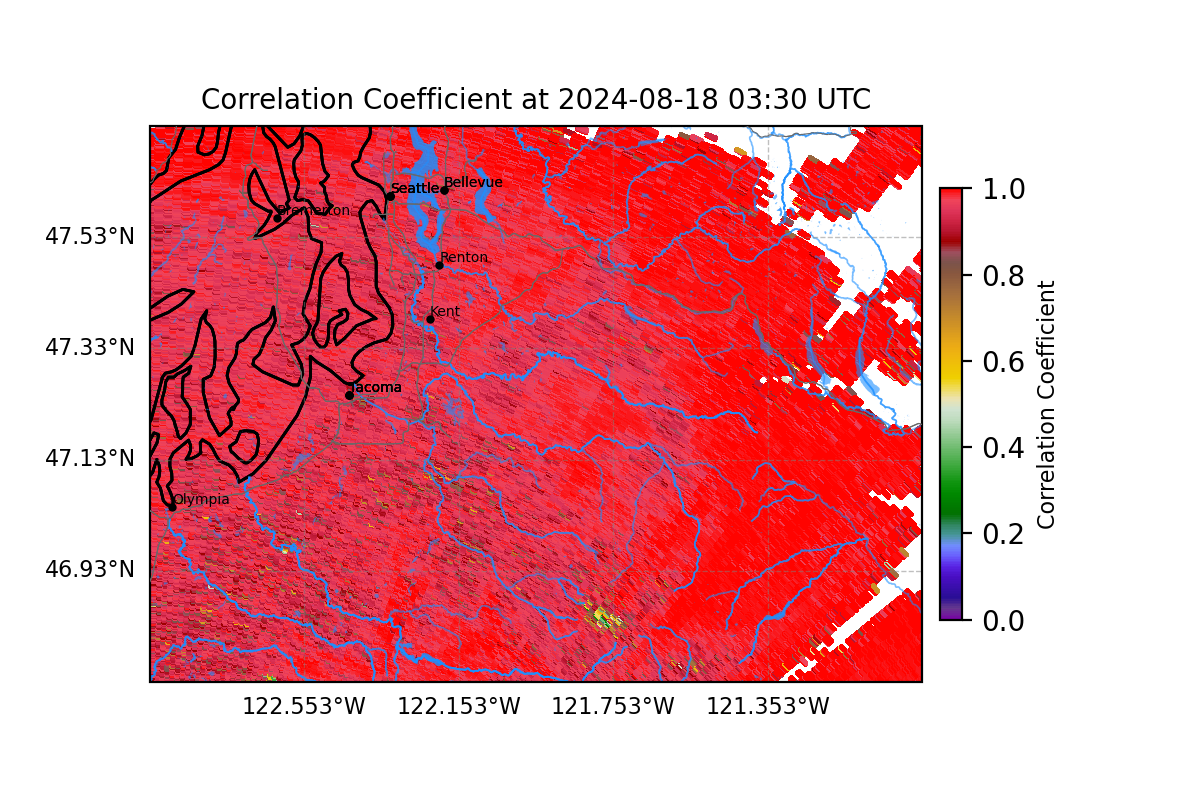 Correlation Coefficient at 2024-08-18 03:30 UTC
Seattle
Bellevue
Bremerton
47.53°N
Renton
Kent
47.33°N
Tacoma
47.13°N
Olympia
46.93°N
122.553°W
122.153°W
121.753°W
121.353°W
1.0
0.8
0.6
0.4
0.2
0.0
Correlation Coefficient